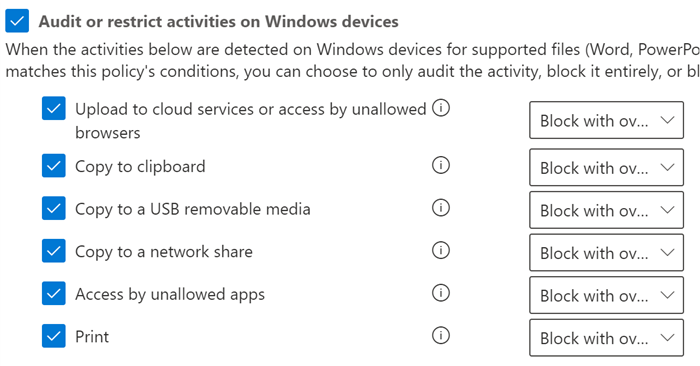 Audit or restrict activities on Windows devices
When the activities below are detected on Windows devices for supported files (Word, PowerPo
matches this policy's conditions, you can choose to only audit the activity, block it entirely, or bl
Upload to cloud services or access by unallowed
browsers
Block with ov...
Copy to clipboard
Block with ov...
Copy to a USB removable media
Block with ov...
Copy to a network share
Block with ov...
Access by unallowed apps
Block with ov...
Print
Block with ov...